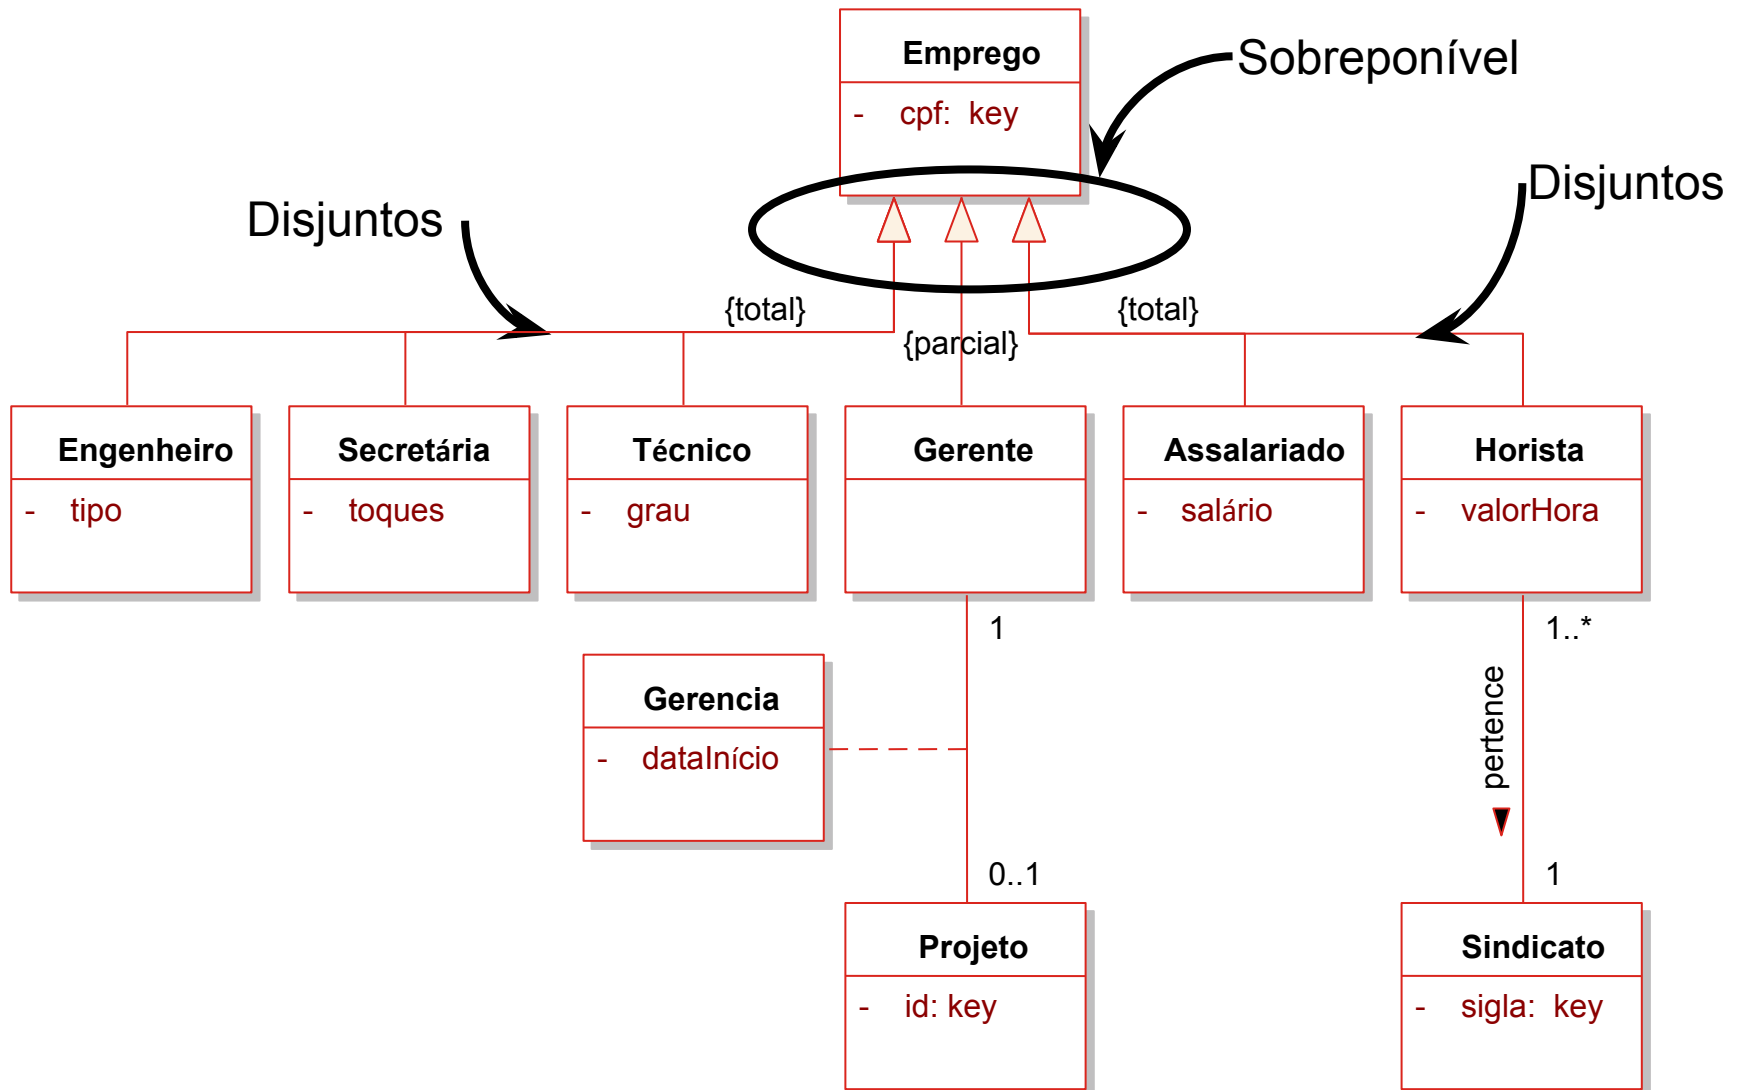 Emprego
- cpf: key
Sobreponível
Disjuntos
Disjuntos
{total}
{parcial}
{total}
Engenheiro
- tipo
Secretária
- toques
Técnico
- grau
Gerente
Assalariado
- salário
Horista
- valorHora
1
1..*
Gerencia
- dataInício
pertence
0..1
1
Projeto
- id: key
Sindicato
- sigla: key